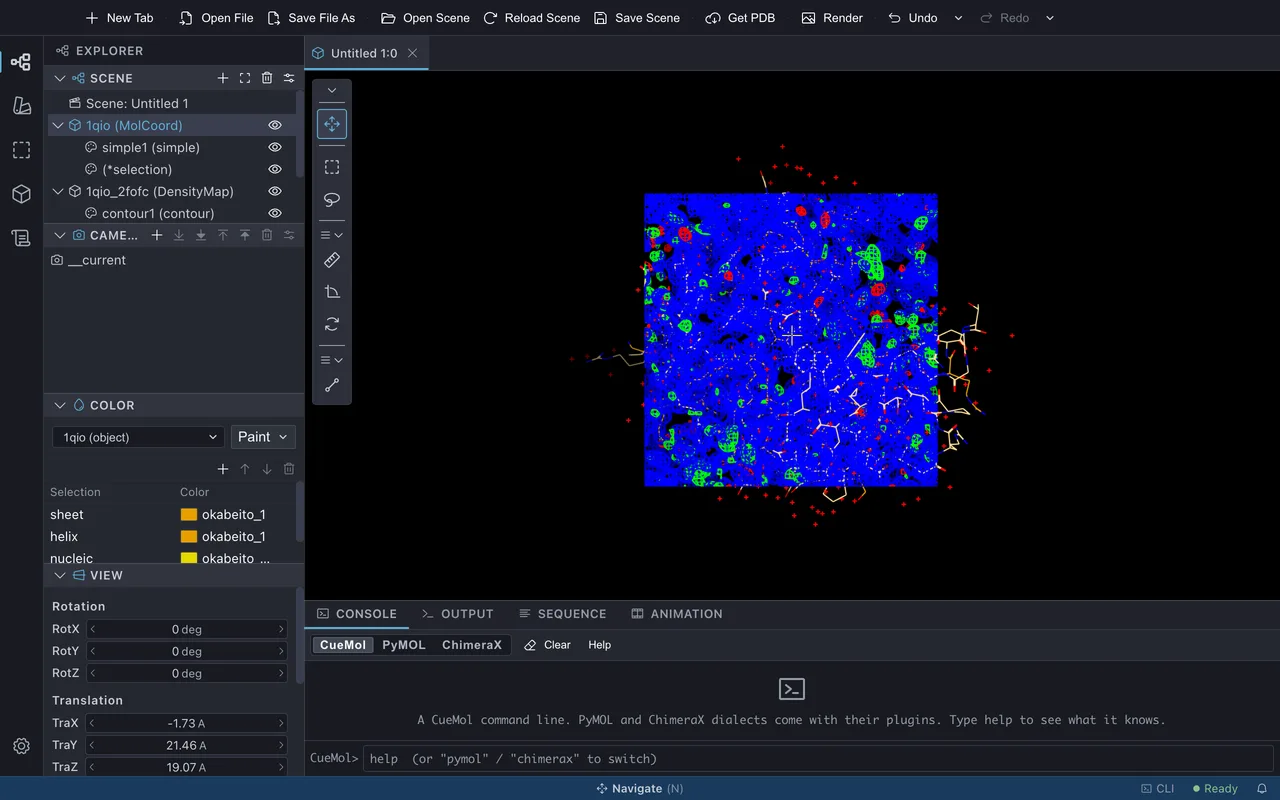 New Tab Open File Save File As Open Scene Reload Scene Save Scene Get PDB Render Undo Redo
EXPLORER
Untitled 1:0
SCENE
Scene: Untitled 1
1qio (MolCoord)
simple1 (simple)
(*selection)
1qio_2fofc (DensityMap)
contour1 (contour)
CAME...
__current
COLOR
1qio (object) Paint
Selection Color
sheet okabeito_1
helix okabeito_1
nucleic okabeito_...
VIEW
Rotation
RotX 0 deg
RotY 0 deg
RotZ 0 deg
Translation
TraX -1.73 A
TraY 21.46 A
TraZ 19.07 A
CONSOLE OUTPUT SEQUENCE ANIMATION
CueMol PyMOL ChimeraX Clear Help
A CueMol command line. PyMOL and ChimeraX dialects come with their plugins. Type help to see what it knows.
CueMol> help (or "pymol" / "chimerax" to switch)
Navigate (N) CLI Ready